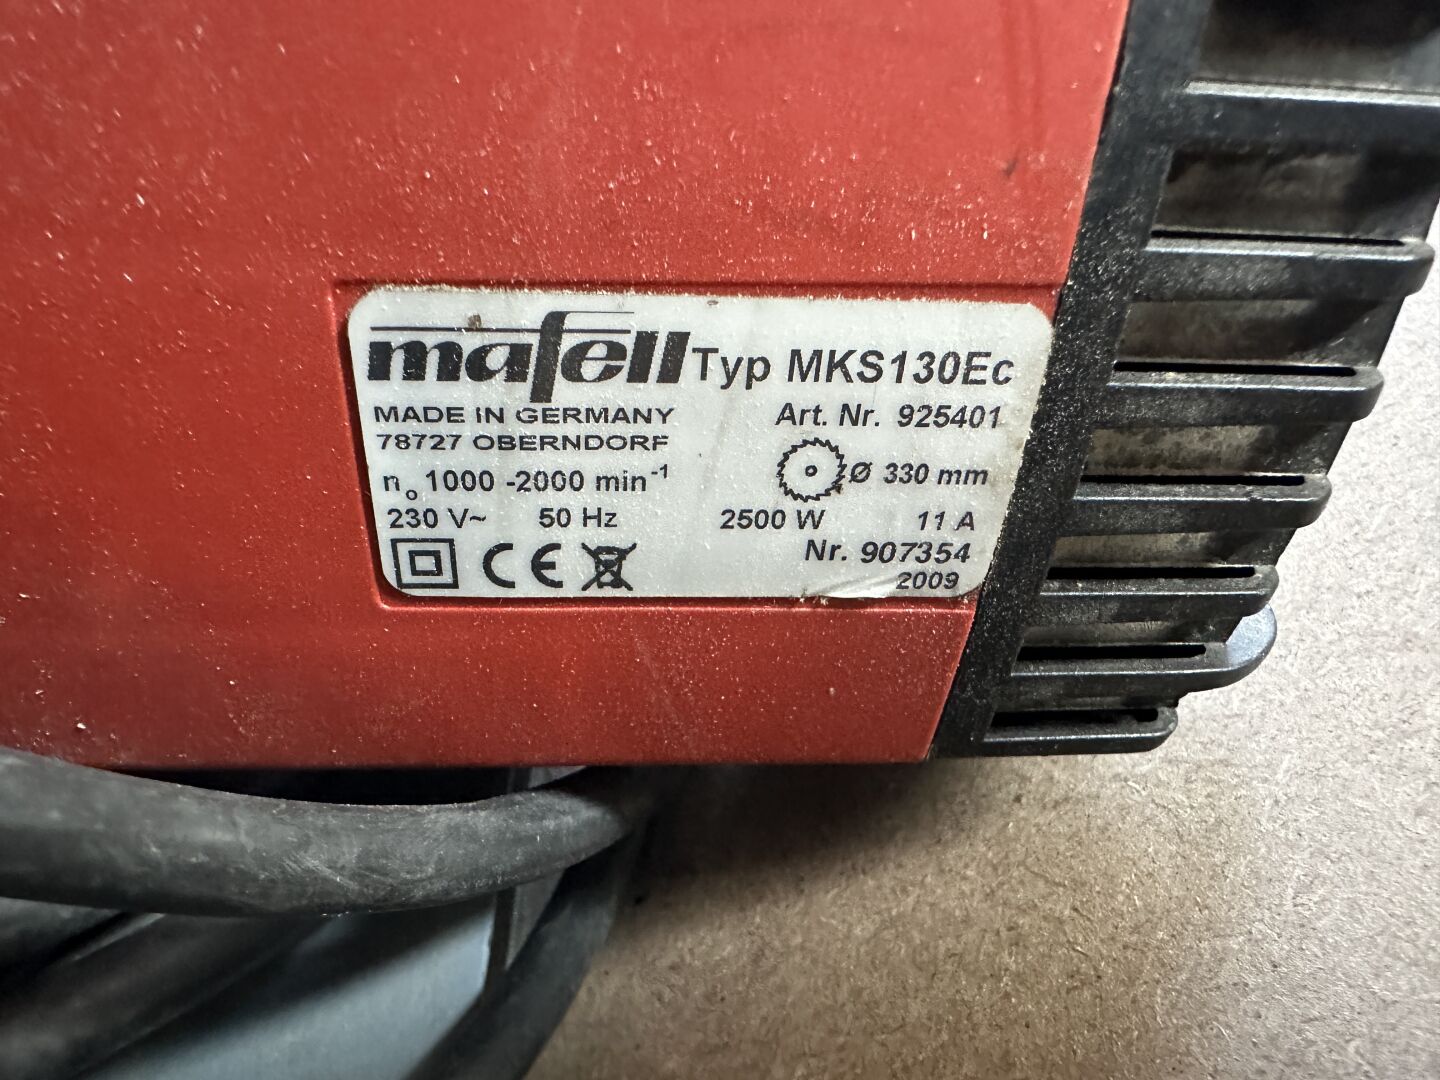 mafell Typ MKS130Ec
MADE IN GERMANY Art. Nr. 925401
78727 OBERNDORF
n₀ 1000 -2000 min⁻¹ Ø 330 mm
230 V~ 50 Hz 2500 W 11 A
CE Nr. 907354
2009